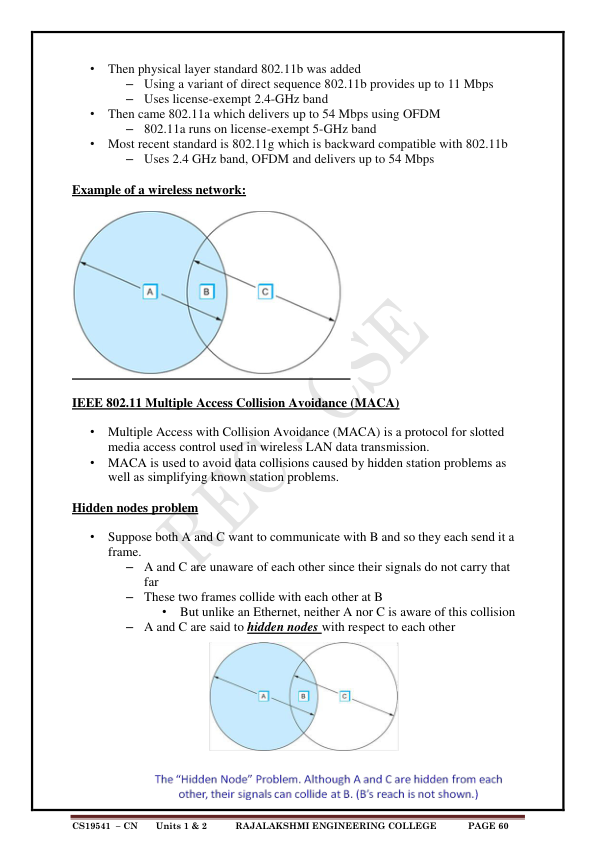 • Then physical layer standard 802.11b was added
– Using a variant of direct sequence 802.11b provides up to 11 Mbps
– Uses license-exempt 2.4-GHz band
• Then came 802.11a which delivers up to 54 Mbps using OFDM
– 802.11a runs on license-exempt 5-GHz band
• Most recent standard is 802.11g which is backward compatible with 802.11b
– Uses 2.4 GHz band, OFDM and delivers up to 54 Mbps
Example of a wireless network:
A B C
IEEE 802.11 Multiple Access Collision Avoidance (MACA)
• Multiple Access with Collision Avoidance (MACA) is a protocol for slotted
media access control used in wireless LAN data transmission.
• MACA is used to avoid data collisions caused by hidden station problems as
well as simplifying known station problems.
Hidden nodes problem
• Suppose both A and C want to communicate with B and so they each send it a
frame.
– A and C are unaware of each other since their signals do not carry that
far
– These two frames collide with each other at B
• But unlike an Ethernet, neither A nor C is aware of this collision
– A and C are said to hidden nodes with respect to each other
A B C
The “Hidden Node” Problem. Although A and C are hidden from each
other, their signals can collide at B. (B’s reach is not shown.)
REC - CSE
CS19541 – CN Units 1 & 2 RAJALAKSHMI ENGINEERING COLLEGE PAGE 60